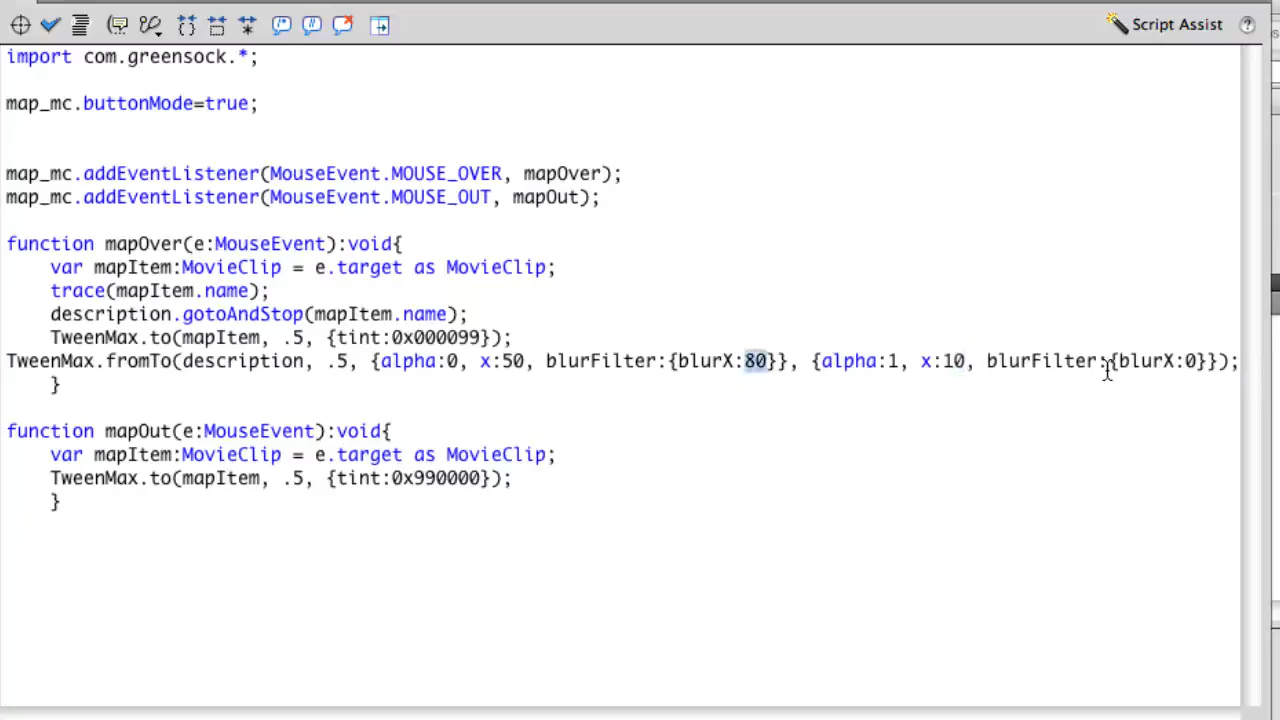 Script Assist
import com.greensock.*;
map_mc.buttonMode=true;
map_mc.addEventListener(MouseEvent.MOUSE_OVER, mapOver);
map_mc.addEventListener(MouseEvent.MOUSE_OUT, mapOut);
function mapOver(e:MouseEvent):void{
var mapItem:MovieClip = e.target as MovieClip;
trace(mapItem.name);
description.gotoAndStop(mapItem.name);
TweenMax.to(mapItem, .5, {tint:0x000099});
TweenMax.fromTo(description, .5, {alpha:0, x:50, blurFilter:{blurX:80}}, {alpha:1, x:10, blurFilter:{blurX:0}});
}
function mapOut(e:MouseEvent):void{
var mapItem:MovieClip = e.target as MovieClip;
TweenMax.to(mapItem, .5, {tint:0x990000});
}